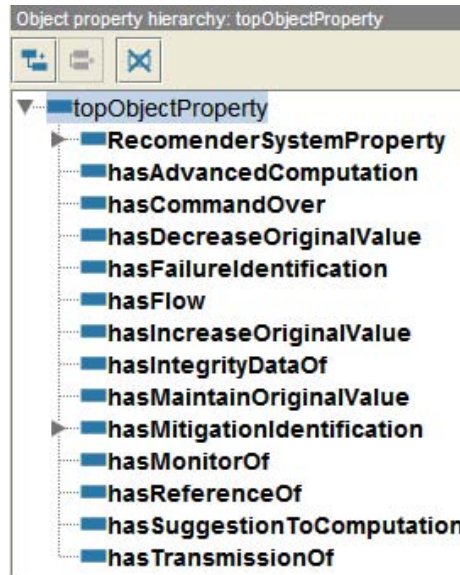 Object property hierarchy: topObjectProperty
topObjectProperty
RecomenderSystemProperty
hasAdvancedComputation
hasCommandOver
hasDecreaseOriginalValue
hasFailureIdentification
hasFlow
hasIncreaseOriginalValue
hasIntegrityDataOf
hasMaintainOriginalValue
hasMitigationIdentification
hasMonitorOf
hasReferenceOf
hasSuggestionToComputation
hasTransmissionOf